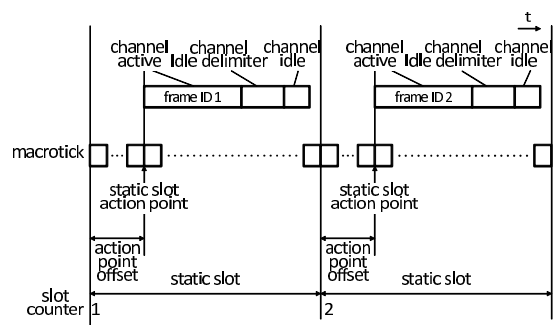 t
channel active
channel Idle delimiter
channel idle
channel active
channel Idle delimiter
channel idle
frame ID 1
frame ID 2
macrotick
static slot action point
static slot action point
action point offset
static slot
action point offset
static slot
slot counter
1
2